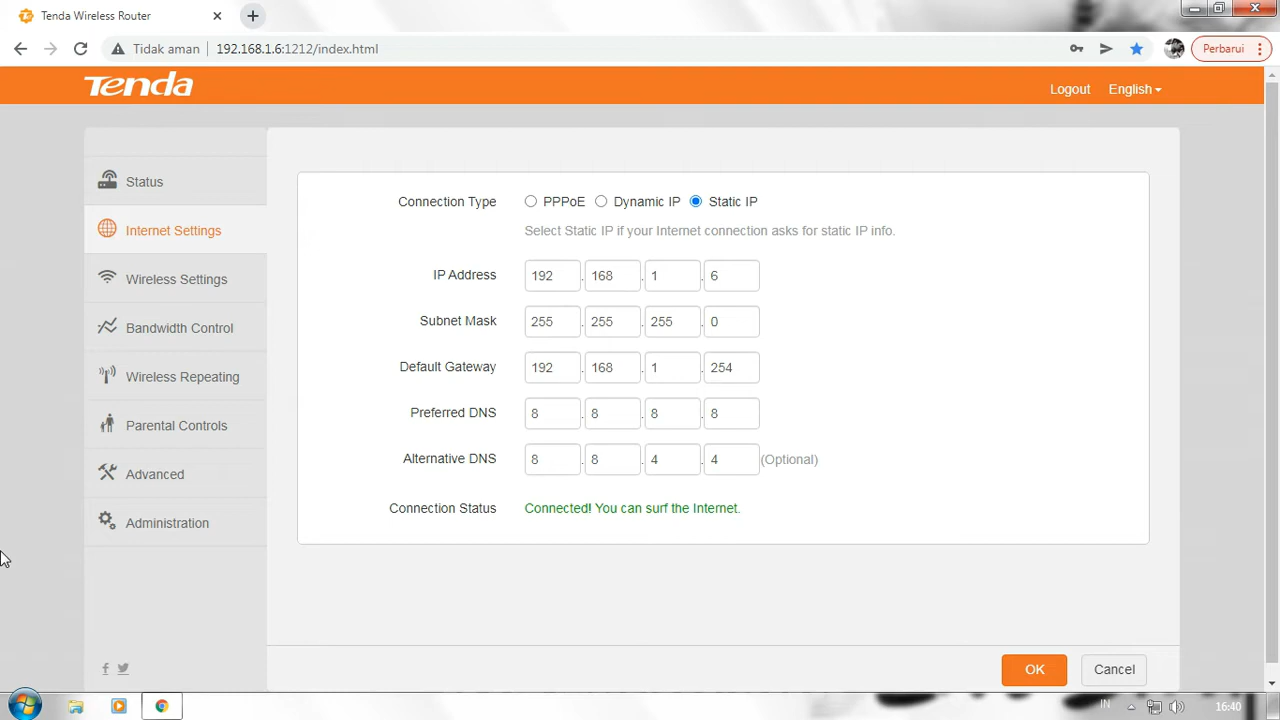 Tenda Wireless Router
Tidak aman 192.168.1.6:1212/index.html
Perbarui
Tenda
Logout English
Status
Internet Settings
Wireless Settings
Bandwidth Control
Wireless Repeating
Parental Controls
Advanced
Administration
Connection Type PPPoE Dynamic IP Static IP
Select Static IP if your Internet connection asks for static IP info.
IP Address 192.168.1.6
Subnet Mask 255.255.255.0
Default Gateway 192.168.1.254
Preferred DNS 8.8.8.8
Alternative DNS 8.8.4.4 (Optional)
Connection Status Connected! You can surf the Internet.
OK Cancel
IN 16:40